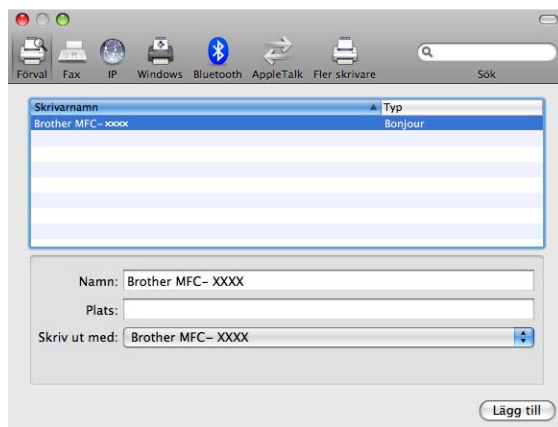 Förval Fax IP Windows Bluetooth AppleTalk Fler skrivare Sök
Skrivarnamn Typ
Brother MFC- xxxx Bonjour
Namn: Brother MFC- XXXX
Plats:
Skriv ut med: Brother MFC- XXXX
Lägg till